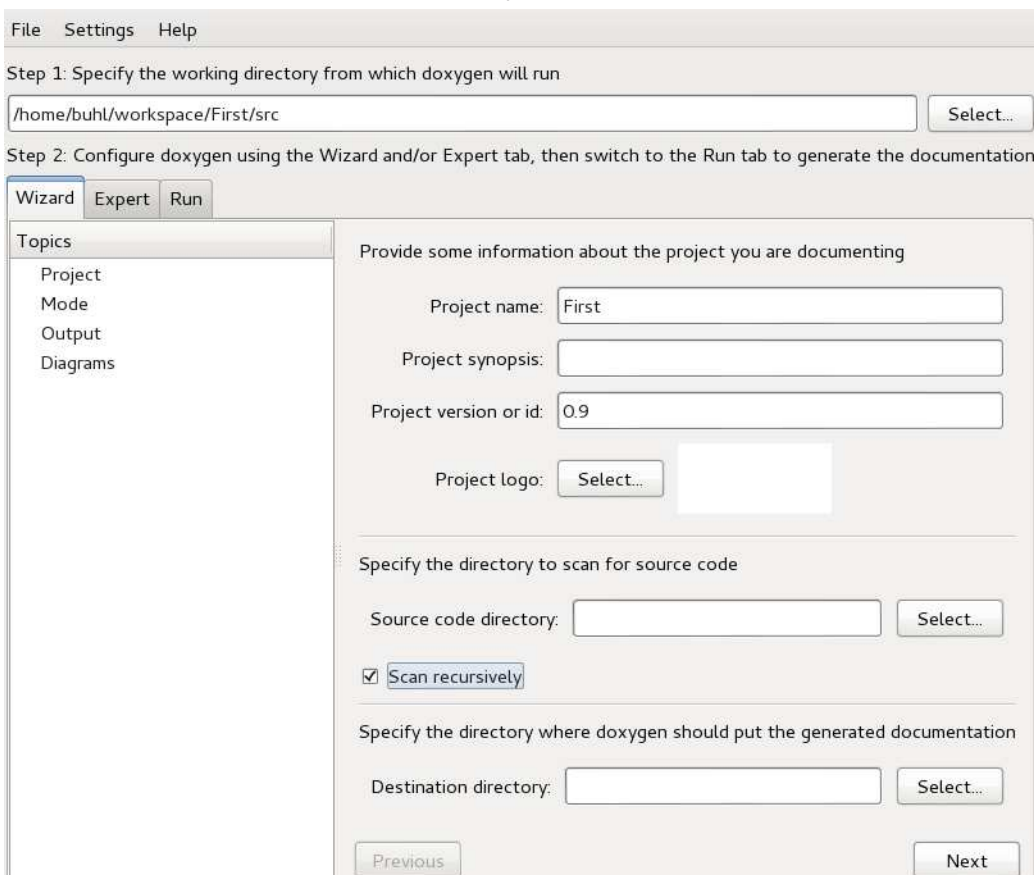 File Settings Help
Step 1: Specify the working directory from which doxygen will run
/home/buhl/workspace/First/src Select...
Step 2: Configure doxygen using the Wizard and/or Expert tab, then switch to the Run tab to generate the documentation
Wizard Expert Run
Topics
Project
Mode
Output
Diagrams
Provide some information about the project you are documenting
Project name: First
Project synopsis:
Project version or id: 0.9
Project logo: Select...
Specify the directory to scan for source code
Source code directory: Select...
Scan recursively
Specify the directory where doxygen should put the generated documentation
Destination directory: Select...
Previous Next